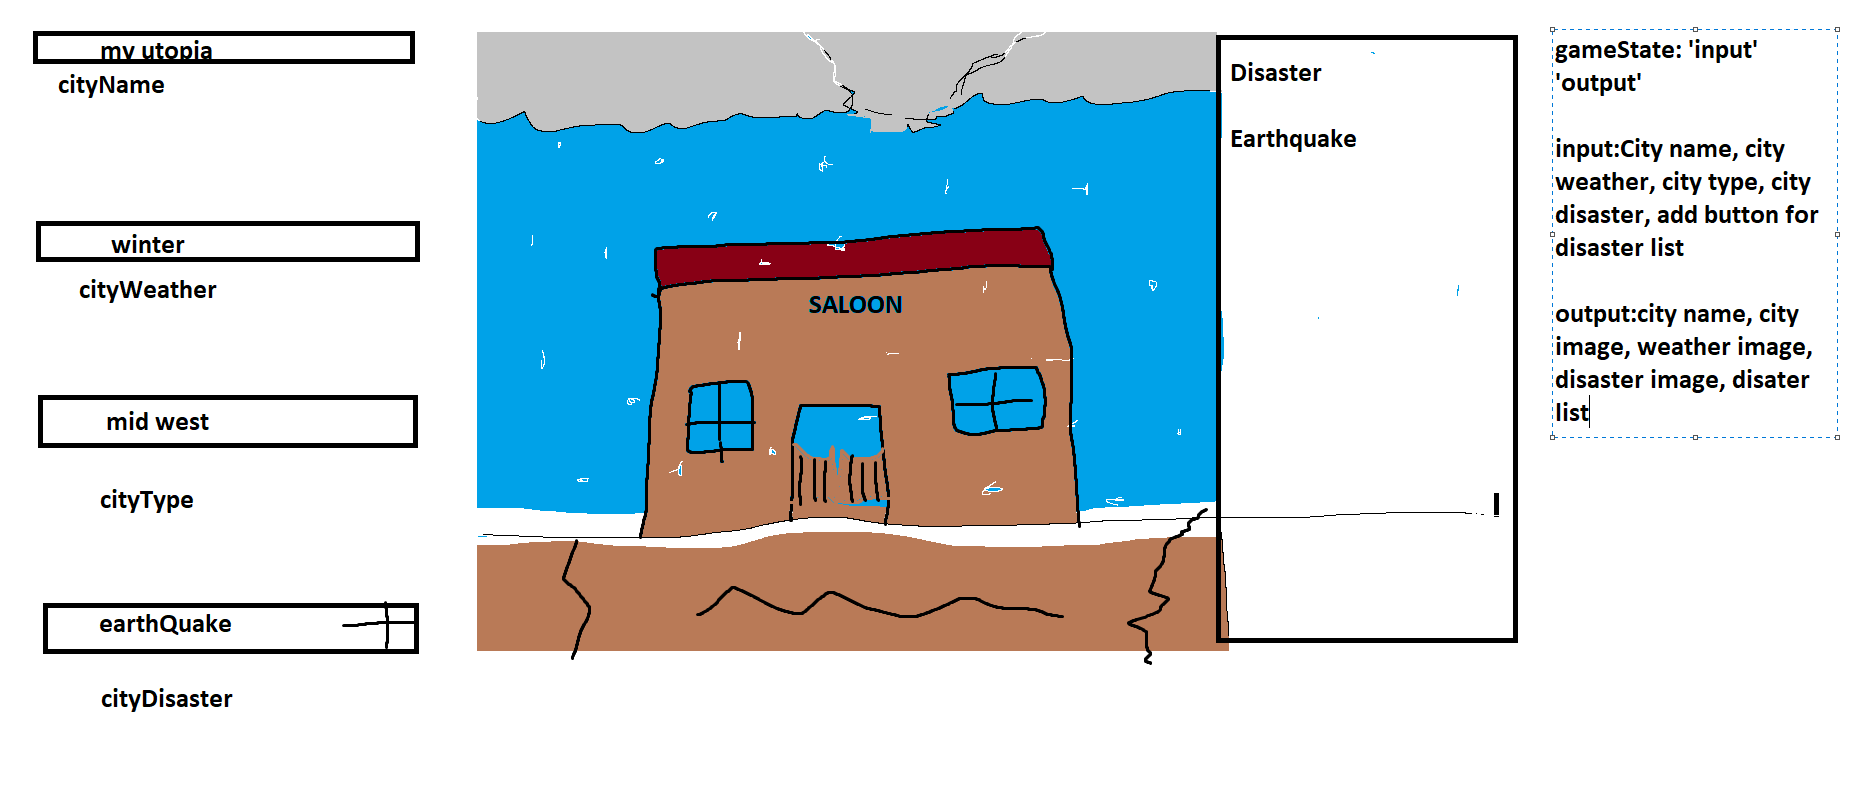 my utopia
cityName
winter
cityWeather
mid west
cityType
earthQuake
cityDisaster
SALOON
Disaster
Earthquake
gameState: 'input'
'output'
input:City name, city
weather, city type, city
disaster, add button for
disaster list
output:city name, city
image, weather image,
disaster image, disater
list